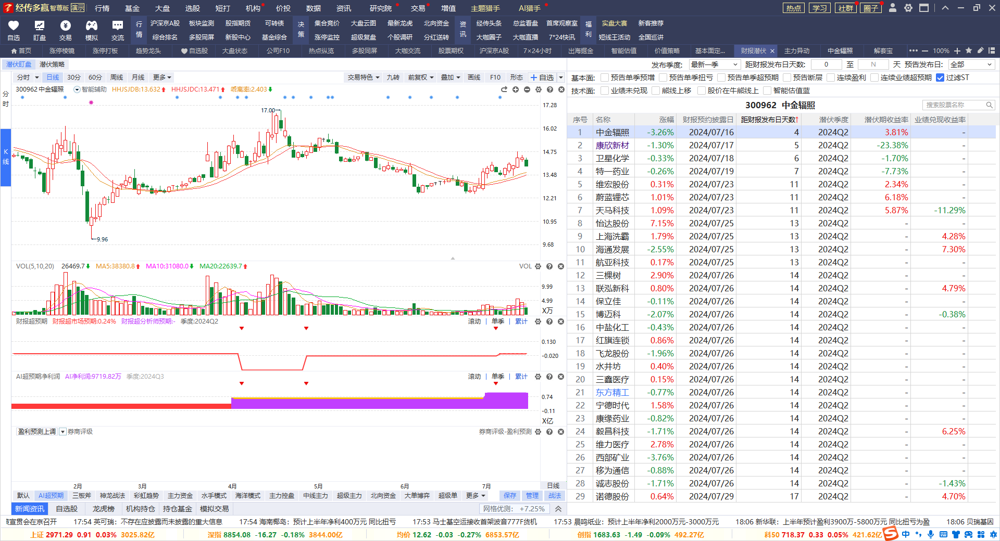 经传多赢 智尊版 演示 行情 基金 大盘 选股 短打 机构 价投 数据 资讯 研究院 交易 增值 主题猎手 AI猎手 热点 学习 社群 圈子
自选 盯盘 交易 模拟 交流
行情 沪深京A股 板块监测 股指期货 可转债 决策 集合竞价 大盘云图 最新龙虎 北向资金 资讯 经传头条 总监看盘 首席观察室 福利 实盘大赛 新客推荐
综合排名 多股同屏 新股中心 基金综合 涨停监控 超级复盘 个股调研 分红送转 大咖圈子 大咖直播 7*24快讯 短线王活动 全国巡讲
首页 涨停棱镜 涨停打板 趋势龙头 自选股 大盘状态 公司F10 热点纵览 多股同屏 大咖交流 股票期权 沪深京A股 7×24小时 出海掘金 智能估值 价值策略 基本面定... 财报潜伏 主力异动 中金辐照 解套宝 100%
潜伏盯盘 潜伏策略
发布季度: 最新一季 距财报发布日天数: 0 至 N 天 预告发布日: 全部
分时 日线 30分 60分 周线 月线 更多 交易特色 九转 前复权 叠加 画线 F10 形态 自选
基本面: 预告单季预增 预告单季扭亏 预告单季超预期 预告断层 连续盈利 连续业绩超预期 过滤ST
技术面: 业绩未兑现 熊线上移 股价在牛熊线上 智能估值蓝
分时
K线
300962 中金辐照 智能辅助 HHJSJDB:13.632 HHJSJDC:13.471 乖离率:2.403
17.28
16.02
14.75
13.48
12.21
10.95
9.68
17.00
9.96
VOL(5,10,20) 26469.7 MA5:38380.8 MA10:31080.0 MA20:22639.7 VOL
9.99
4.99
X万
财报超预期 财报超市场预期:0.24% 财报超分析师预期:- 季度:2024Q2 滚动 单季 累计
0.130
-0.020
AI超预期净利润 AI净利润:9719.82万 季度:2024Q3 滚动 单季 累计
0.74
-0.11
X亿
盈利预测上调 券商评级 券商评级-盈利预测
2月 3月 4月 5月 6月 7月 日线
默认 AI超预期 三板斧 神龙战法 彩虹趋势 主力资金 水手模式 海洋模式 主力控盘 中线主力 超级主力 北向资金 大单博弈 超级单 更多 保存 管理 战法
新闻资讯 自选股 龙虎榜 机构持仓 持仓基金 模拟交易 网格优测: +7.25%
300962 中金辐照 搜索股票名称
序号 名称 涨幅 财报预约披露日 距财报发布日天数 潜伏季度 潜伏期收益率 业绩兑现收益率
1 中金辐照 -3.26% 2024/07/16 4 2024Q2 3.81% -
2 康欣新材 -1.30% 2024/07/17 5 2024Q2 -23.38% -
3 卫星化学 -0.33% 2024/07/18 6 2024Q2 -1.70% -
4 特一药业 -0.26% 2024/07/19 7 2024Q2 -7.73% -
5 维宏股份 0.31% 2024/07/23 11 2024Q2 2.34% -
6 蔚蓝锂芯 1.01% 2024/07/23 11 2024Q2 6.18% -
7 天马科技 1.09% 2024/07/23 11 2024Q2 5.87% -11.29%
8 怡达股份 7.15% 2024/07/25 13 2024Q2 - -
9 上海洗霸 1.79% 2024/07/25 13 2024Q2 - 4.28%
10 海通发展 -2.55% 2024/07/25 13 2024Q2 - 7.30%
11 航亚科技 0.17% 2024/07/25 13 2024Q2 - -
12 三棵树 2.90% 2024/07/26 14 2024Q2 - -
13 联泓新科 0.80% 2024/07/26 14 2024Q2 - 4.79%
14 保立佳 -0.11% 2024/07/26 14 2024Q2 - -
15 博迈科 -2.07% 2024/07/26 14 2024Q2 - -0.38%
16 中盐化工 -0.43% 2024/07/26 14 2024Q2 - -
17 红旗连锁 0.86% 2024/07/26 14 2024Q2 - -
18 飞龙股份 -1.96% 2024/07/26 14 2024Q2 - -
19 水井坊 0.40% 2024/07/26 14 2024Q2 - -
20 三鑫医疗 0.15% 2024/07/26 14 2024Q2 - -
21 东方精工 -0.77% 2024/07/26 14 2024Q2 - -
22 宁德时代 1.58% 2024/07/26 14 2024Q2 - -
23 康缘药业 -0.82% 2024/07/26 14 2024Q2 - -
24 毅昌科技 -1.71% 2024/07/26 14 2024Q2 - 6.25%
25 维力医疗 2.78% 2024/07/26 14 2024Q2 - -
26 西部矿业 -3.76% 2024/07/26 14 2024Q2 - -
27 移为通信 -0.88% 2024/07/26 14 2024Q2 - -
28 诚志股份 -1.71% 2024/07/26 14 2024Q2 - -1.43%
29 诺德股份 0.64% 2024/07/29 17 2024Q2 - 4.70%
宣贯会在京召开 17:54 英可瑞：不存在应披露而未披露的重大信息 17:54 海南椰岛：预计上半年净利400万元 同比扭亏 17:53 马士基空运接收首架波音777F货机 17:53 晨鸣纸业：预计上半年净利2000万元-3000万元 18:06 新华联：上半年预计盈利3900万-5800万元 同比扭亏为盈 18:06 贝瑞基因
上证 2971.29 0.91 0.03% 3025.82亿 深指 8854.08 -16.27 -0.18% 3844.00亿 均价 12.62 -0.03 -0.27% 6853.57亿 创指 1683.63 -1.49 -0.09% 492.27亿 科50 718.37 0.33 0.05% 421.62亿 中